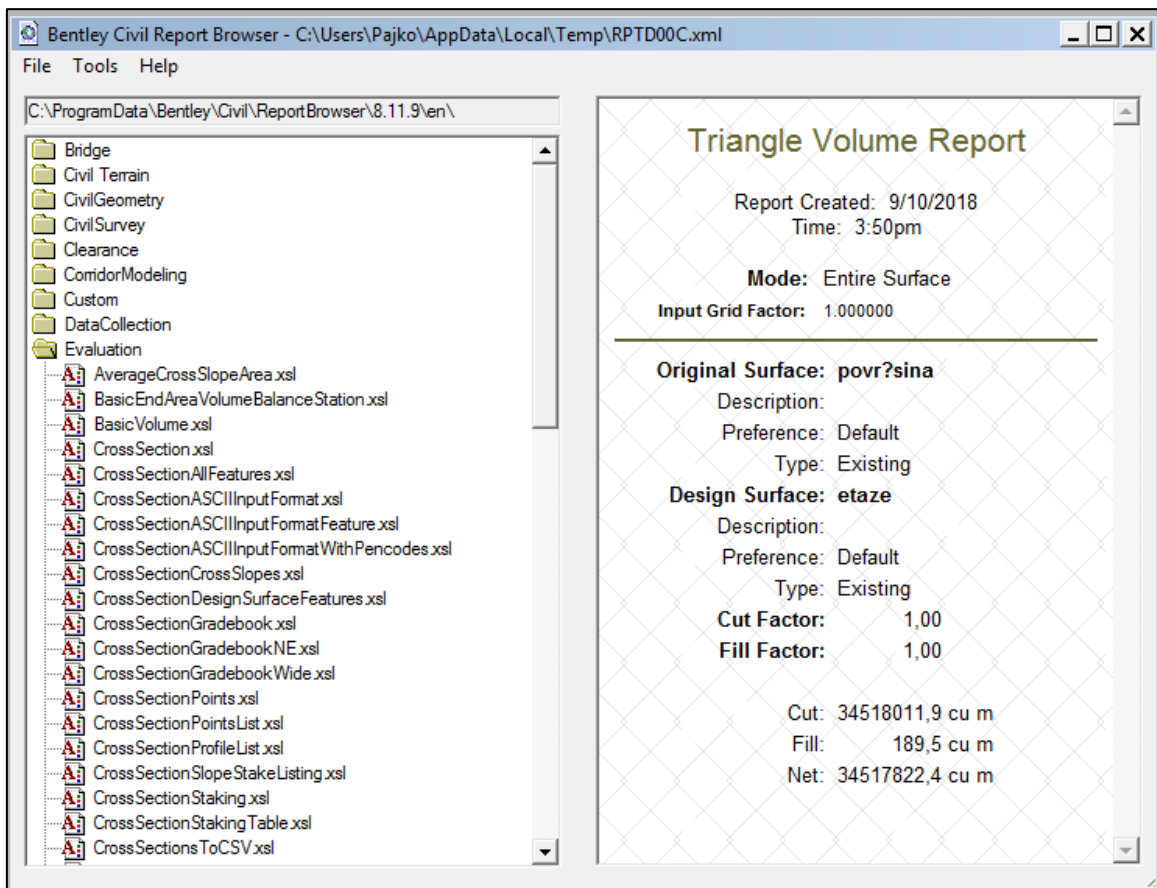 Bentley Civil Report Browser - C:\Users\Pajko\AppData\Local\Temp\RPTD00C.xml
File Tools Help
C:\ProgramData\Bentley\Civil\ReportBrowser\8.11.9\en\
Bridge
Civil Terrain
CivilGeometry
CivilSurvey
Clearance
CorridorModeling
Custom
DataCollection
Evaluation
AverageCrossSlopeArea.xsl
BasicEndAreaVolumeBalanceStation.xsl
BasicVolume.xsl
CrossSection.xsl
CrossSectionAllFeatures.xsl
CrossSectionASCIIInputFormat.xsl
CrossSectionASCIIInputFormatFeature.xsl
CrossSectionASCIIInputFormatWithPencodes.xsl
CrossSectionCrossSlopes.xsl
CrossSectionDesignSurfaceFeatures.xsl
CrossSectionGradebook.xsl
CrossSectionGradebookNE.xsl
CrossSectionGradebookWide.xsl
CrossSectionPoints.xsl
CrossSectionPointsList.xsl
CrossSectionProfileList.xsl
CrossSectionSlopeStakeListing.xsl
CrossSectionStaking.xsl
CrossSectionStakingTable.xsl
CrossSectionsToCSV.xsl
Triangle Volume Report
Report Created: 9/10/2018
Time: 3:50pm
Mode: Entire Surface
Input Grid Factor: 1.000000
Original Surface: povr?sina
Description:
Preference: Default
Type: Existing
Design Surface: etaze
Description:
Preference: Default
Type: Existing
Cut Factor: 1,00
Fill Factor: 1,00
Cut: 34518011,9 cu m
Fill: 189,5 cu m
Net: 34517822,4 cu m